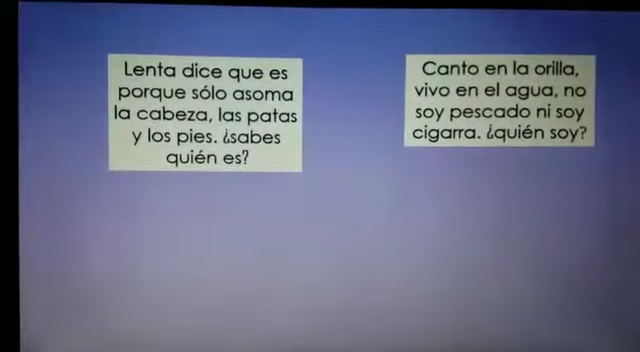 Lenta dice que es
porque sólo asoma
la cabeza, las patas
y los pies. ¿sabes
quién es?
Canto en la orilla,
vivo en el agua, no
soy pescado ni soy
cigarra. ¿quién soy?